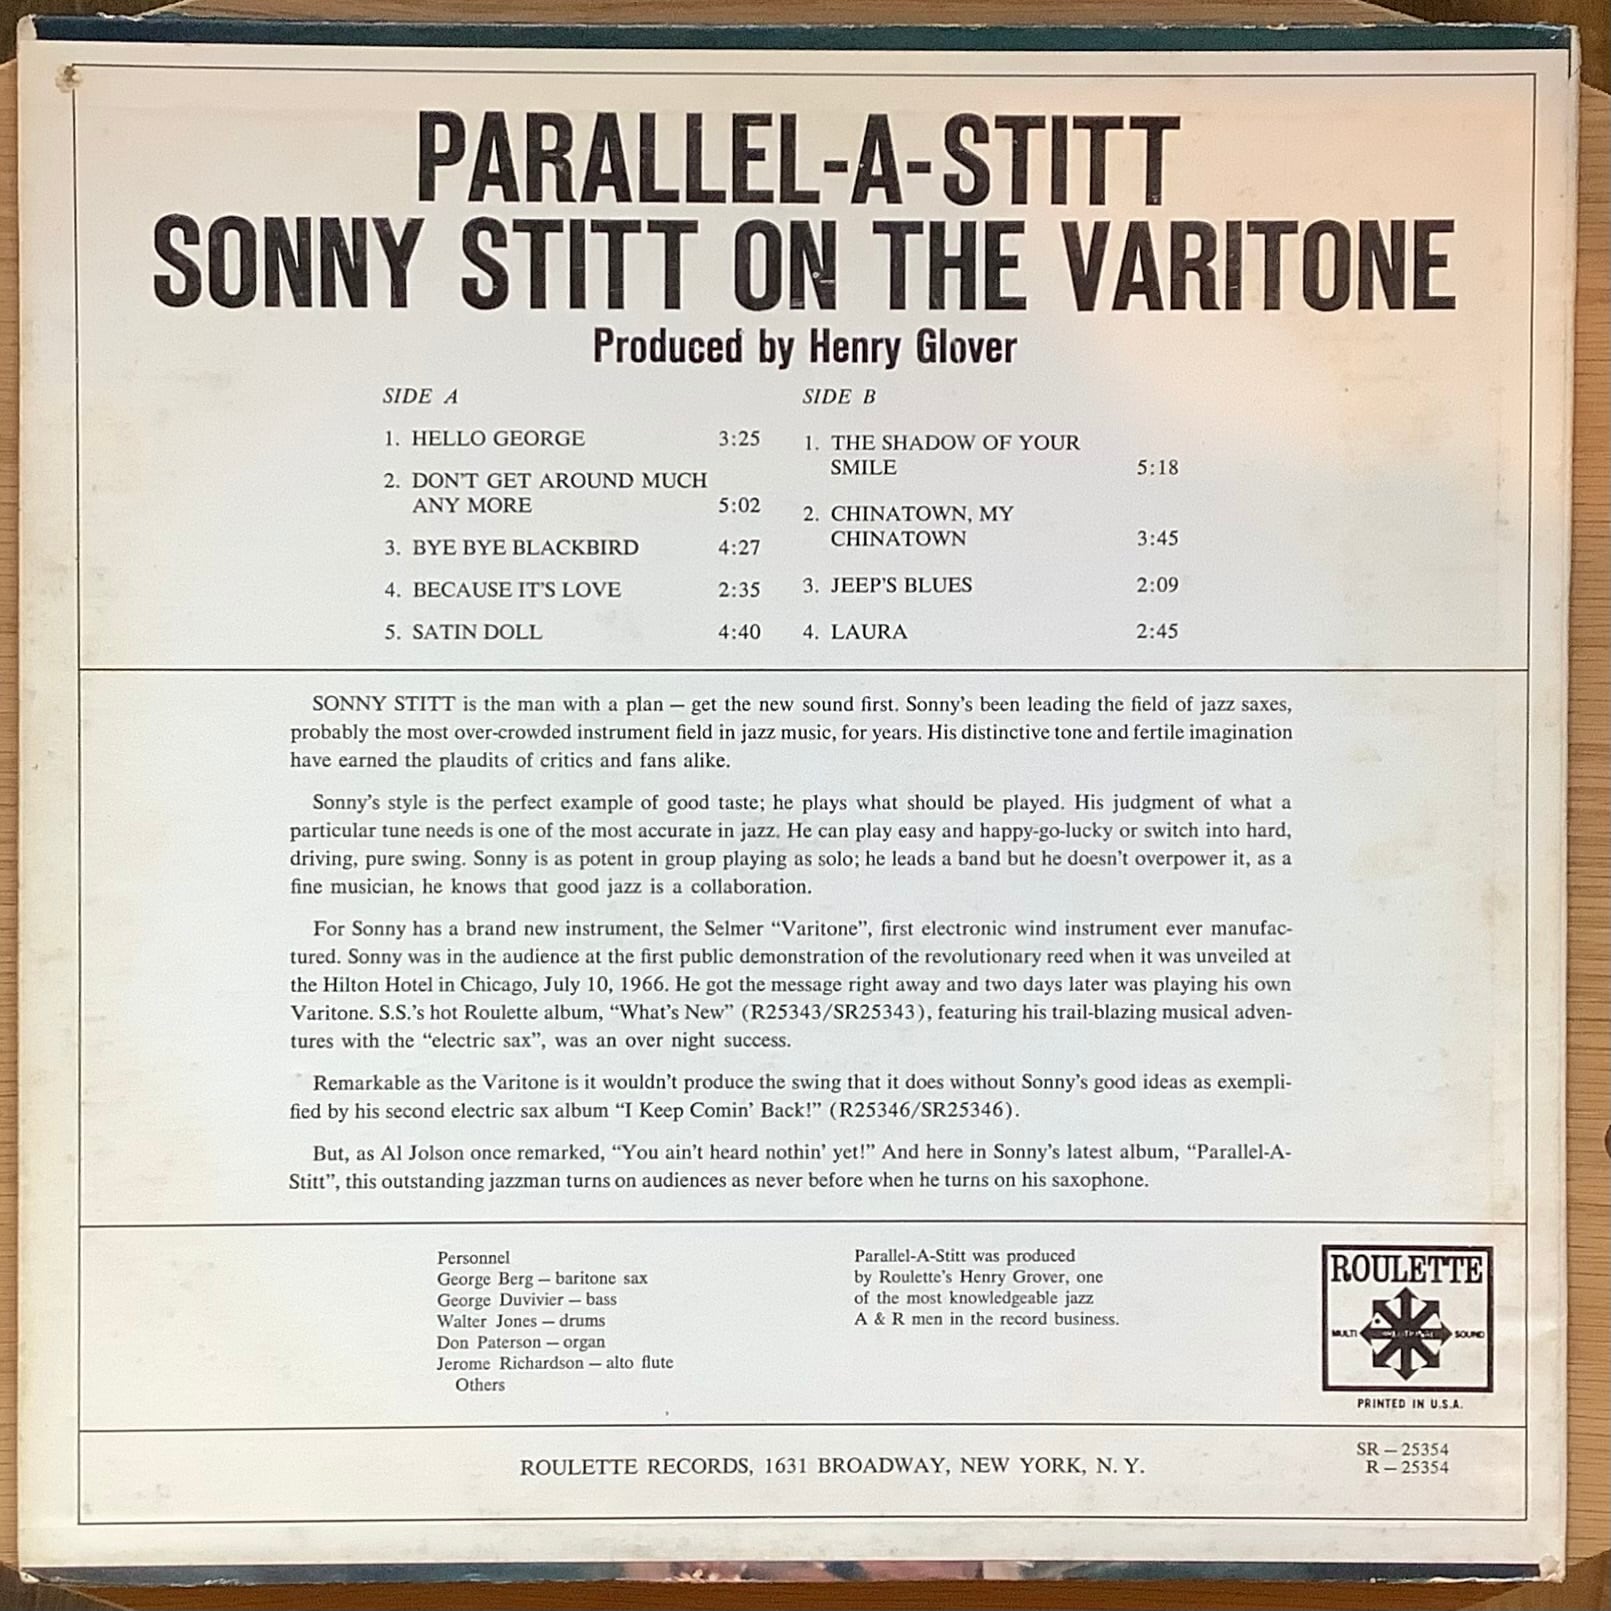 PARALLEL-A-STITT
SONNY STITT ON THE VARITONE
Produced by Henry Glover
SIDE A
1. HELLO GEORGE 3:25
2. DON'T GET AROUND MUCH
ANY MORE 5:02
3. BYE BYE BLACKBIRD 4:27
4. BECAUSE IT'S LOVE 2:35
5. SATIN DOLL 4:40
SIDE B
1. THE SHADOW OF YOUR
SMILE 5:18
2. CHINATOWN, MY
CHINATOWN 3:45
3. JEEP'S BLUES 2:09
4. LAURA 2:45
SONNY STITT is the man with a plan — get the new sound first. Sonny's been leading the field of jazz saxes,
probably the most over-crowded instrument field in jazz music, for years. His distinctive tone and fertile imagination
have earned the plaudits of critics and fans alike.
Sonny's style is the perfect example of good taste; he plays what should be played. His judgment of what a
particular tune needs is one of the most accurate in jazz. He can play easy and happy-go-lucky or switch into hard,
driving, pure swing. Sonny is as potent in group playing as solo; he leads a band but he doesn't overpower it, as a
fine musician, he knows that good jazz is a collaboration.
For Sonny has a brand new instrument, the Selmer "Varitone", first electronic wind instrument ever manufac-
tured. Sonny was in the audience at the first public demonstration of the revolutionary reed when it was unveiled at
the Hilton Hotel in Chicago, July 10, 1966. He got the message right away and two days later was playing his own
Varitone. S.S.'s hot Roulette album, "What's New" (R25343/SR25343), featuring his trail-blazing musical adven-
tures with the "electric sax", was an over night success.
Remarkable as the Varitone is it wouldn't produce the swing that it does without Sonny's good ideas as exempli-
fied by his second electric sax album "I Keep Comin' Back!" (R25346/SR25346).
But, as Al Jolson once remarked, "You ain't heard nothin' yet!" And here in Sonny's latest album, "Parallel-A-
Stitt", this outstanding jazzman turns on audiences as never before when he turns on his saxophone.
Personnel
George Berg — baritone sax
George Duvivier — bass
Walter Jones — drums
Don Paterson — organ
Jerome Richardson — alto flute
Others
Parallel-A-Stitt was produced
by Roulette's Henry Grover, one
of the most knowledgeable jazz
A & R men in the record business.
ROULETTE
MULTI SOUND
PRINTED IN U.S.A.
ROULETTE RECORDS, 1631 BROADWAY, NEW YORK, N. Y.
SR — 25354
R — 25354